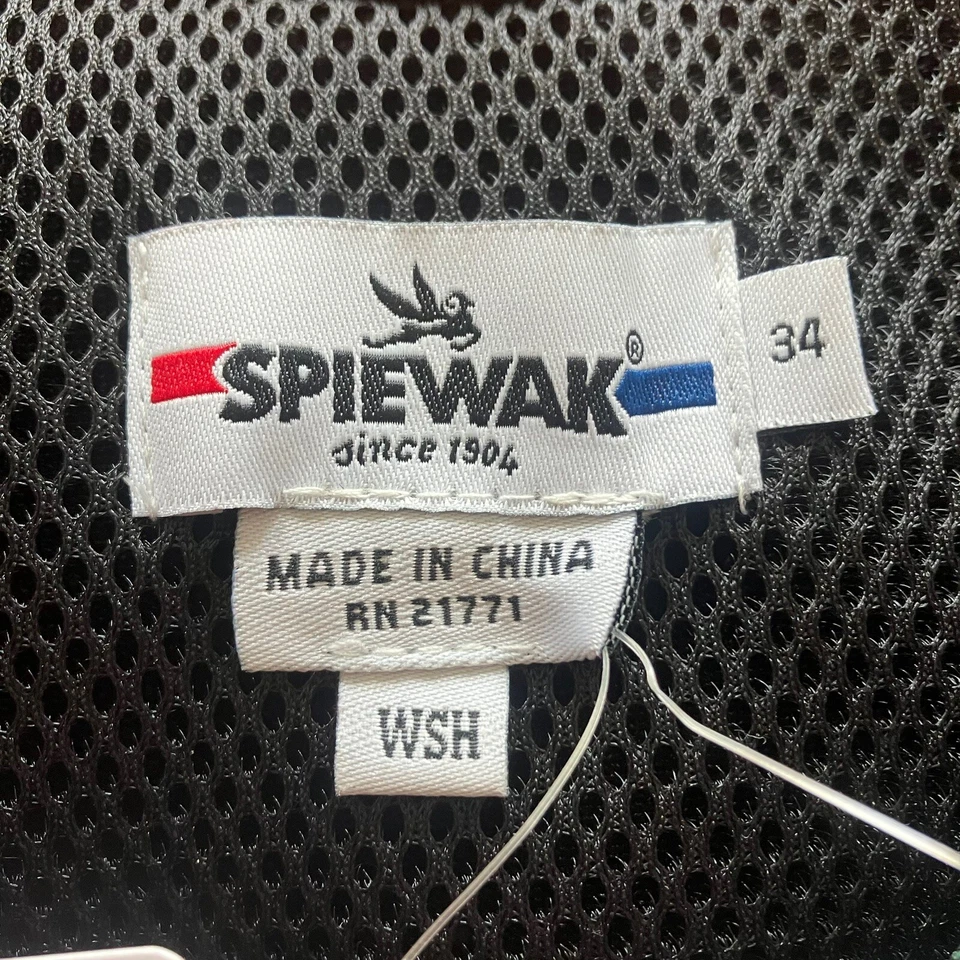 SPIEWAK®
since 1904
34
MADE IN CHINA
RN 21771
WSH